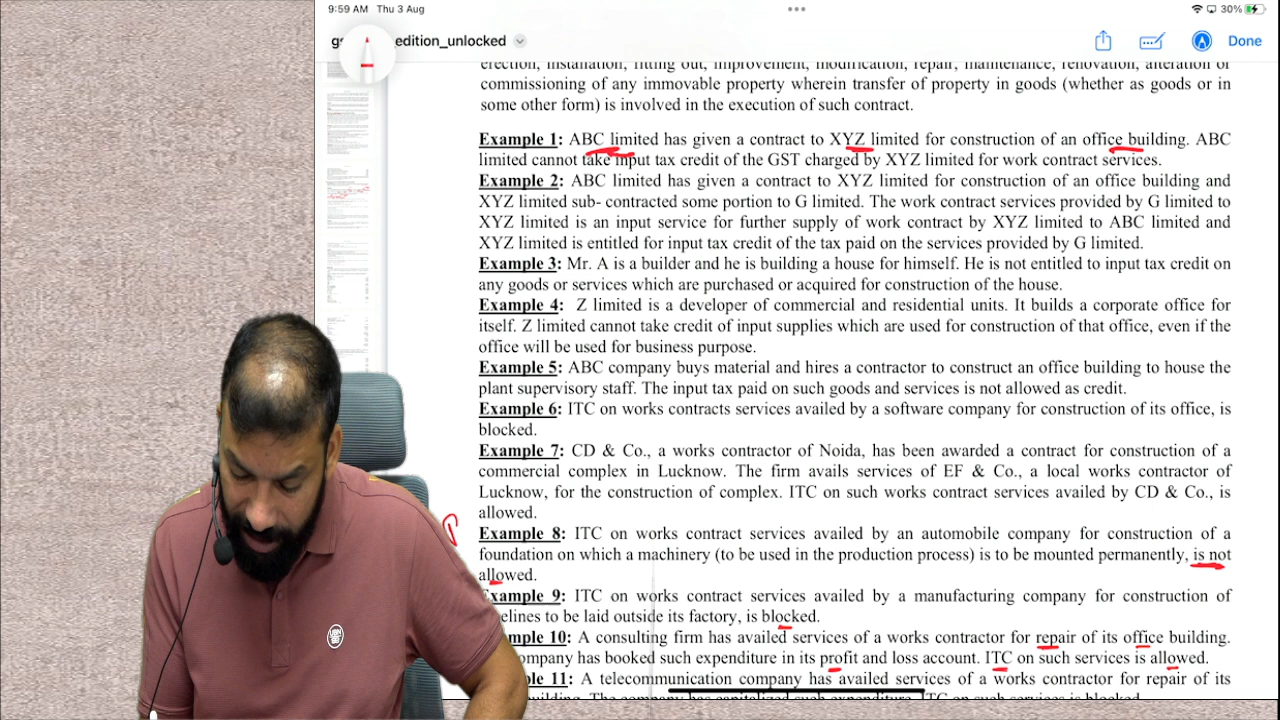 9:59 AM Thu 3 Aug
30%
edition_unlocked
Done
erection, installation, fitting out, improvement, modification, repair, maintenance, renovation, alteration or
commissioning of any immovable property wherein transfer of property in goods (whether as goods or in
some other form) is involved in the execution of such contract.
Example 1: ABC limited has given a contract to XYZ limited for construction of an office building. ABC
limited cannot take input tax credit of the GST charged by XYZ limited for work contract services.
Example 2: ABC limited has given a contract to XYZ limited for construction of an office building and
XYZ limited sub contracted one portion to G limited. The work contract service provided by G limited to
XYZ limited is an input service for further supply of work contract by XYZ limited to ABC limited so
XYZ limited is entitled to avail credit on the tax charged on the service provided by G limited.
Example 3: Mr. A is builder and he is building a home for himself. He is not entitled to input tax credit on
any goods or services that are purchased or acquired for construction of his house.
Example 4: Z limited is developer of commercial and residential units. It builds a corporate office for
itself. Z limited cannot take credit of input supplies which are used for construction of that office, even if the
office will be used for business purpose.
Example 5: ABC company buys material and hires a contractor to construct an office building to house the
plant supervisory staff. The input tax paid on such goods and services is not allowed as credit.
Example 6: ITC on works contracts services availed by a software company for construction of its office, is
blocked.
Example 7: CD & Co., a works contractor of Noida, has been awarded a contract for construction of a
commercial complex in Lucknow. The firm avails services of EF & Co., a local works contractor of
Lucknow, for the construction of complex. ITC on such works contract services availed by CD & Co., is
allowed.
Example 8: ITC on works contract services availed by an automobile company for construction of a
foundation on which a machinery (to be used in the production process) is to be mounted permanently, is not
allowed.
Example 9: ITC on works contract services availed by a manufacturing company for construction of
pipelines to be laid outside its factory, is blocked.
Example 10: A consulting firm has availed services of a works contractor for repair of its office building.
company has booked such expenditure in its profit and loss account. ITC on such services is allowed.
Example 11: A telecommunication company has availed services of a works contractor for repair of its
building. The company has capitalized such expenditure. ITC on such services is blocked.